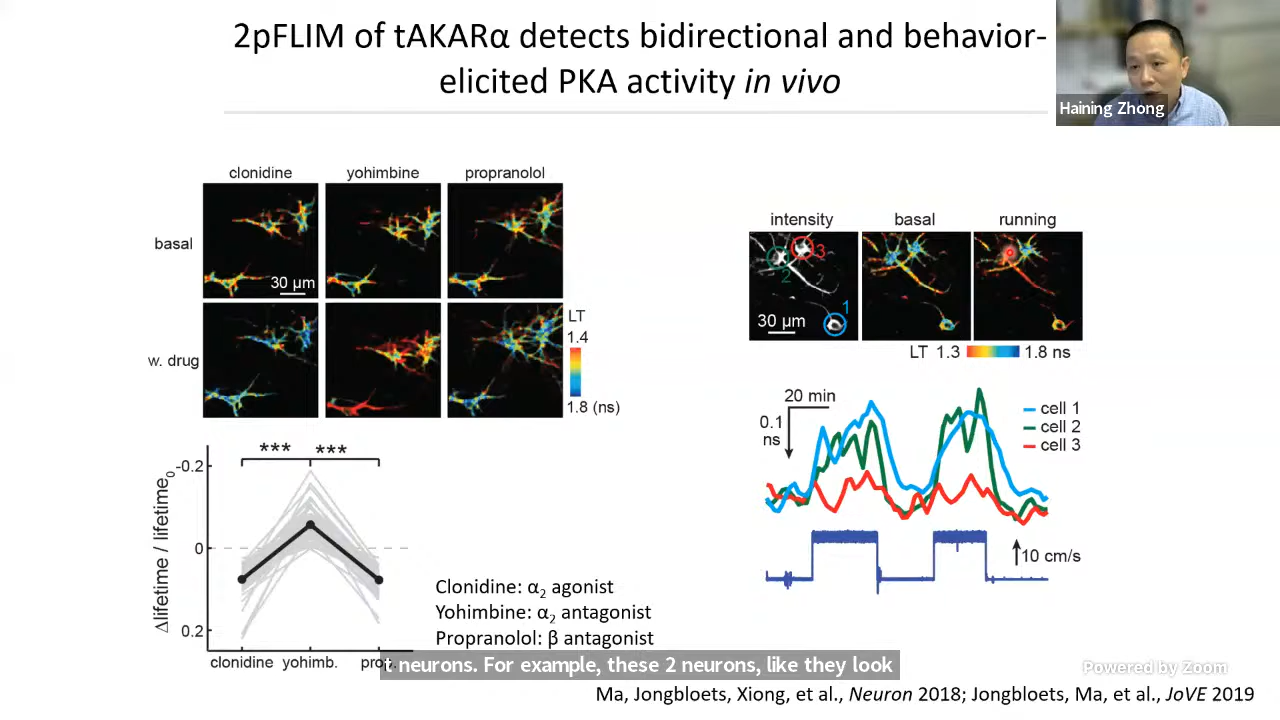 2pFLIM of tAKARα detects bidirectional and behavior-
elicited PKA activity in vivo
Haining Zhong
clonidine yohimbine propranolol
basal
30 µm
w. drug
LT
1.4
1.8 (ns)
intensity basal running
1
2
3
30 µm
LT 1.3 1.8 ns
20 min
0.1
ns
cell 1
cell 2
cell 3
10 cm/s
*** ***
-0.2
0
0.2
Δlifetime / lifetime0
clonidine yohimb. prop.
Clonidine: α2 agonist
Yohimbine: α2 antagonist
Propranolol: β antagonist
t neurons. For example, these 2 neurons, like they look
Powered by Zoom
Ma, Jongbloets, Xiong, et al., Neuron 2018; Jongbloets, Ma, et al., JoVE 2019